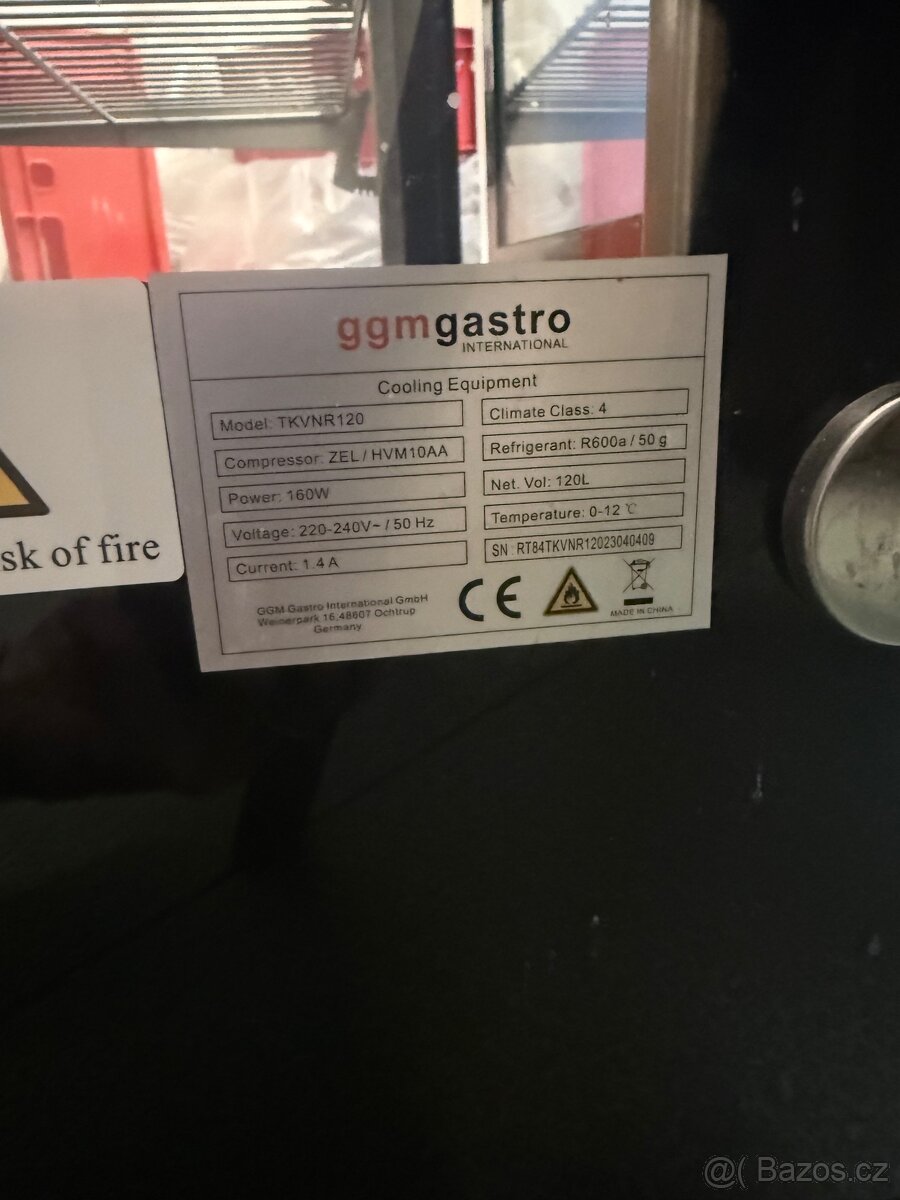 ggmgastro
INTERNATIONAL
Cooling Equipment
Model: TKVNR120
Compressor: ZEL / HVM10AA
Power: 160W
Voltage: 220-240V~ / 50 Hz
Current: 1.4 A
Climate Class: 4
Refrigerant: R600a / 50 g
Net. Vol: 120L
Temperature: 0-12 ℃
SN : RT84TKVNR12023040409
GGM Gastro International GmbH
Weinerpark 16,48607 Ochtrup
Germany
CE
MADE IN CHINA
sk of fire
@( Bazos.cz